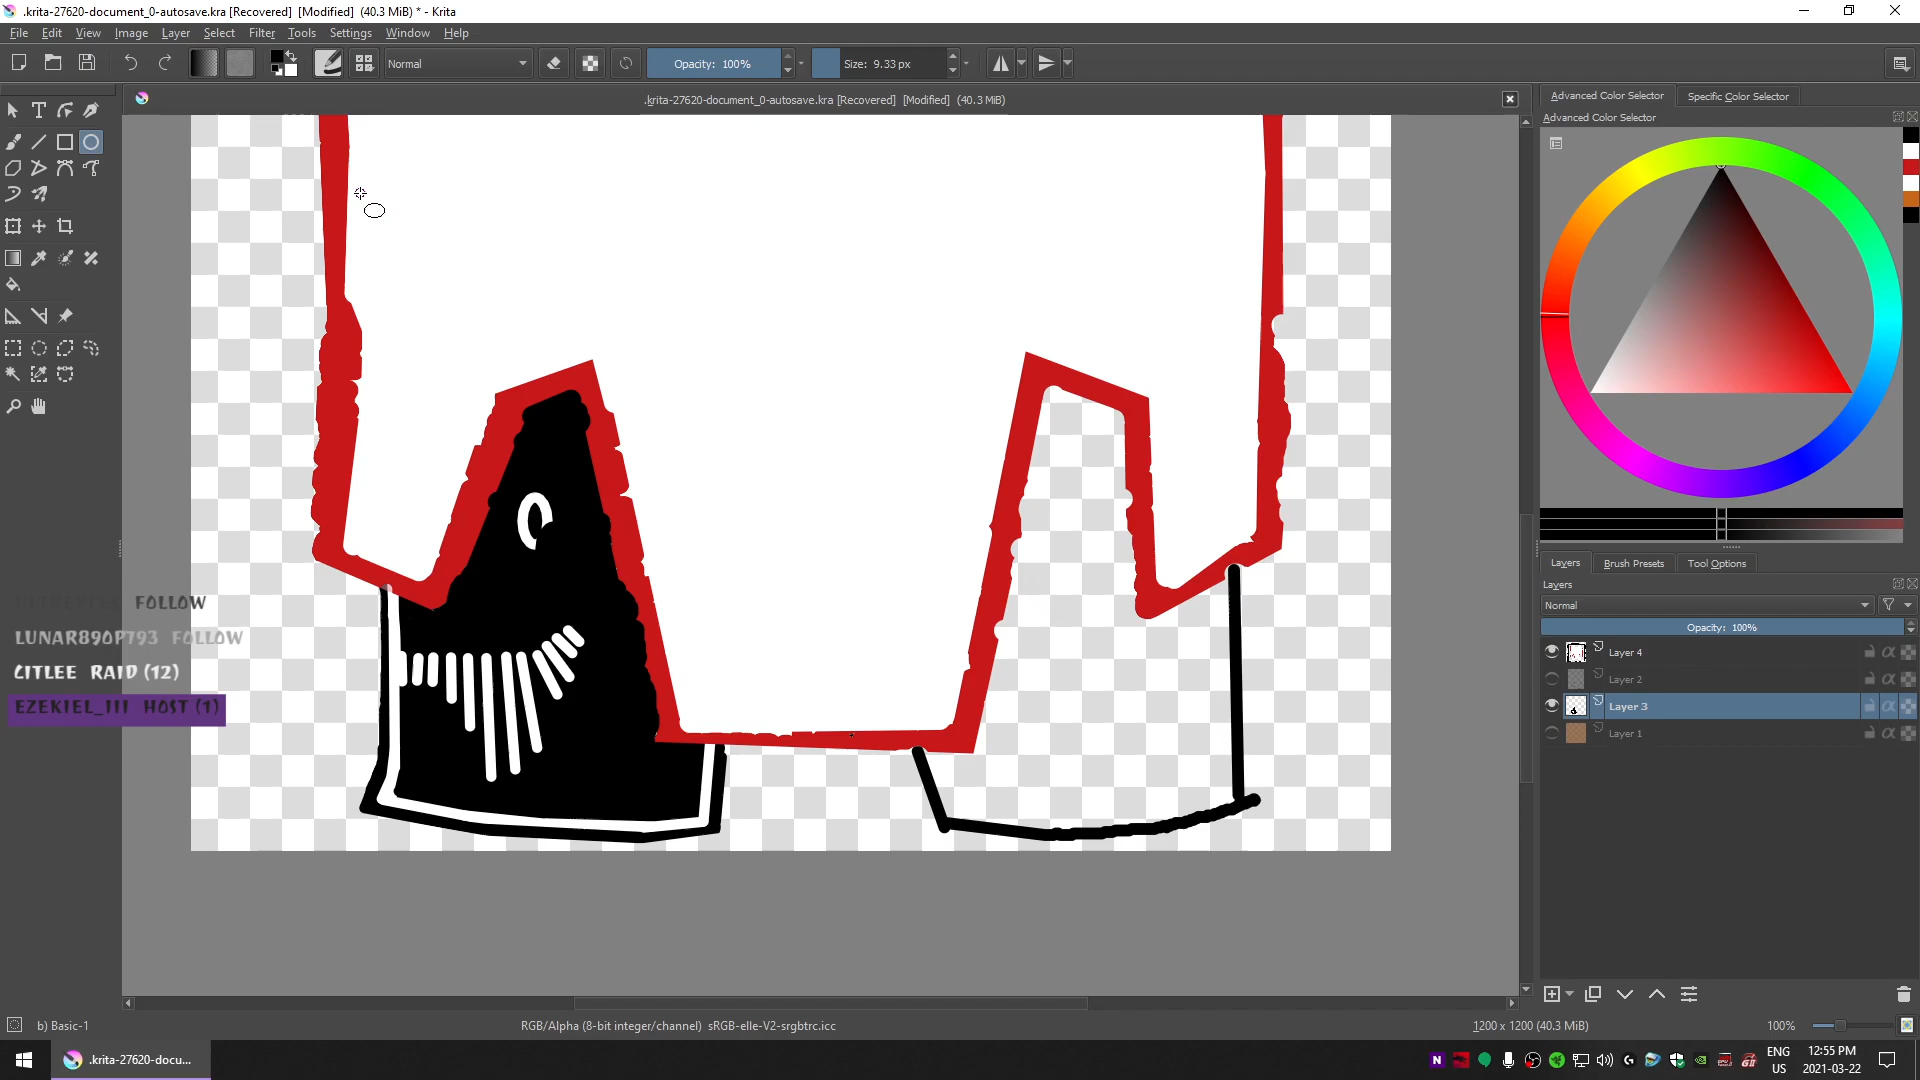 .krita-27620-document_0-autosave.kra [Recovered] [Modified] (40.3 MiB) * - Krita
File Edit View Image Layer Select Filter Tools Settings Window Help
Normal Opacity: 100% Size: 9.33 px
.krita-27620-document_0-autosave.kra [Recovered] [Modified] (40.3 MiB)
Advanced Color Selector Specific Color Selector
Advanced Color Selector
FOLLOW
LUNAR890P793 FOLLOW
CITLEE RAID (12)
EZEKIEL_III HOST (1)
Layers Brush Presets Tool Options
Layers
Normal
Opacity: 100%
Layer 4
Layer 2
Layer 3
Layer 1
b) Basic-1 RGB/Alpha (8-bit integer/channel) sRGB-elle-V2-srgbtrc.icc 1200 x 1200 (40.3 MiB) 100%
.krita-27620-docu...
ENG
US
12:55 PM
2021-03-22